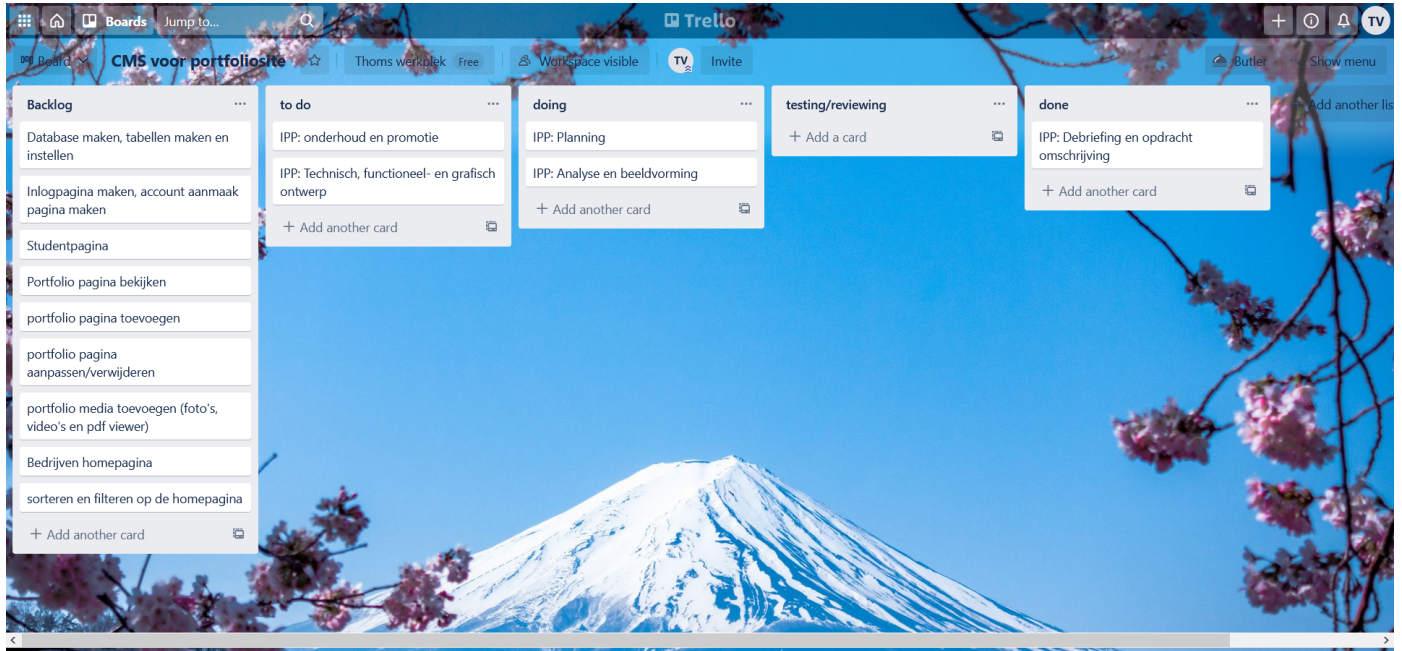 Boards
Jump to...
Trello
TV
Board
CMS voor portfoliosite
Thoms werkplek Free
Workspace visible
TV
Invite
Butler
Show menu
Backlog
Database maken, tabellen maken en
instellen
Inlogpagina maken, account aanmaak
pagina maken
Studentpagina
Portfolio pagina bekijken
portfolio pagina toevoegen
portfolio pagina
aanpassen/verwijderen
portfolio media toevoegen (foto's,
video's en pdf viewer)
Bedrijven homepagina
sorteren en filteren op de homepagina
+ Add another card
to do
IPP: onderhoud en promotie
IPP: Technisch, functioneel- en grafisch
ontwerp
+ Add another card
doing
IPP: Planning
IPP: Analyse en beeldvorming
+ Add another card
testing/reviewing
+ Add a card
done
IPP: Debriefing en opdracht
omschrijving
+ Add another card
Add another lis